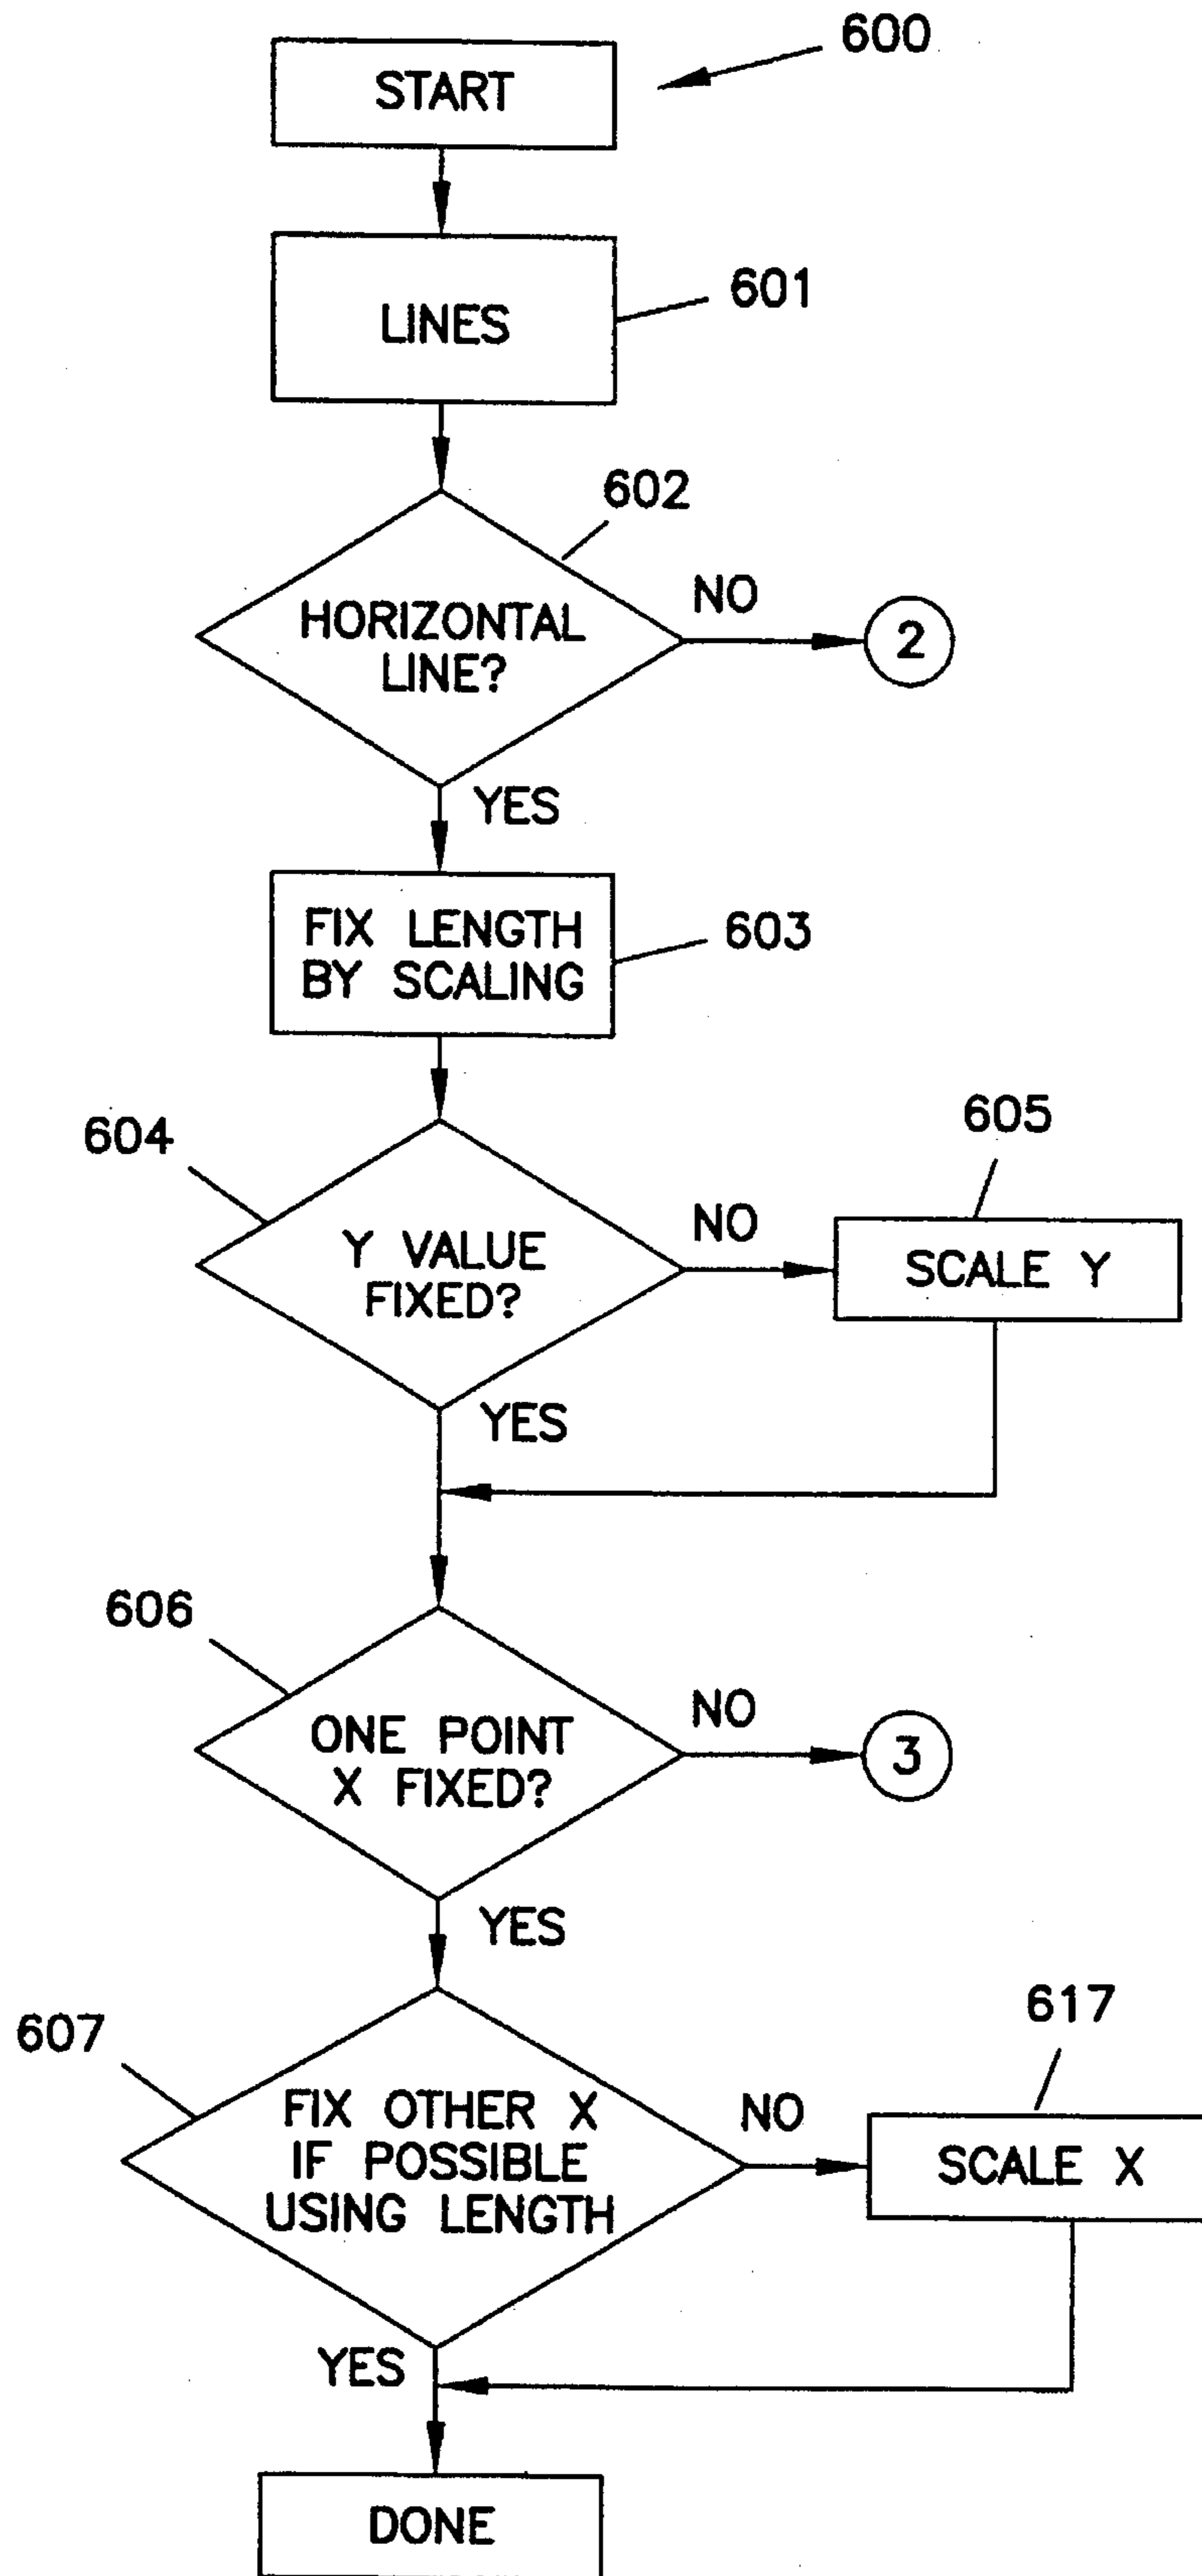 600
START
601
LINES
602
HORIZONTAL
LINE?
NO
2
YES
FIX LENGTH
BY SCALING
603
604
Y VALUE
FIXED?
NO
605
SCALE Y
YES
606
ONE POINT
X FIXED?
NO
3
YES
607
FIX OTHER X
IF POSSIBLE
USING LENGTH
NO
617
SCALE X
YES
DONE